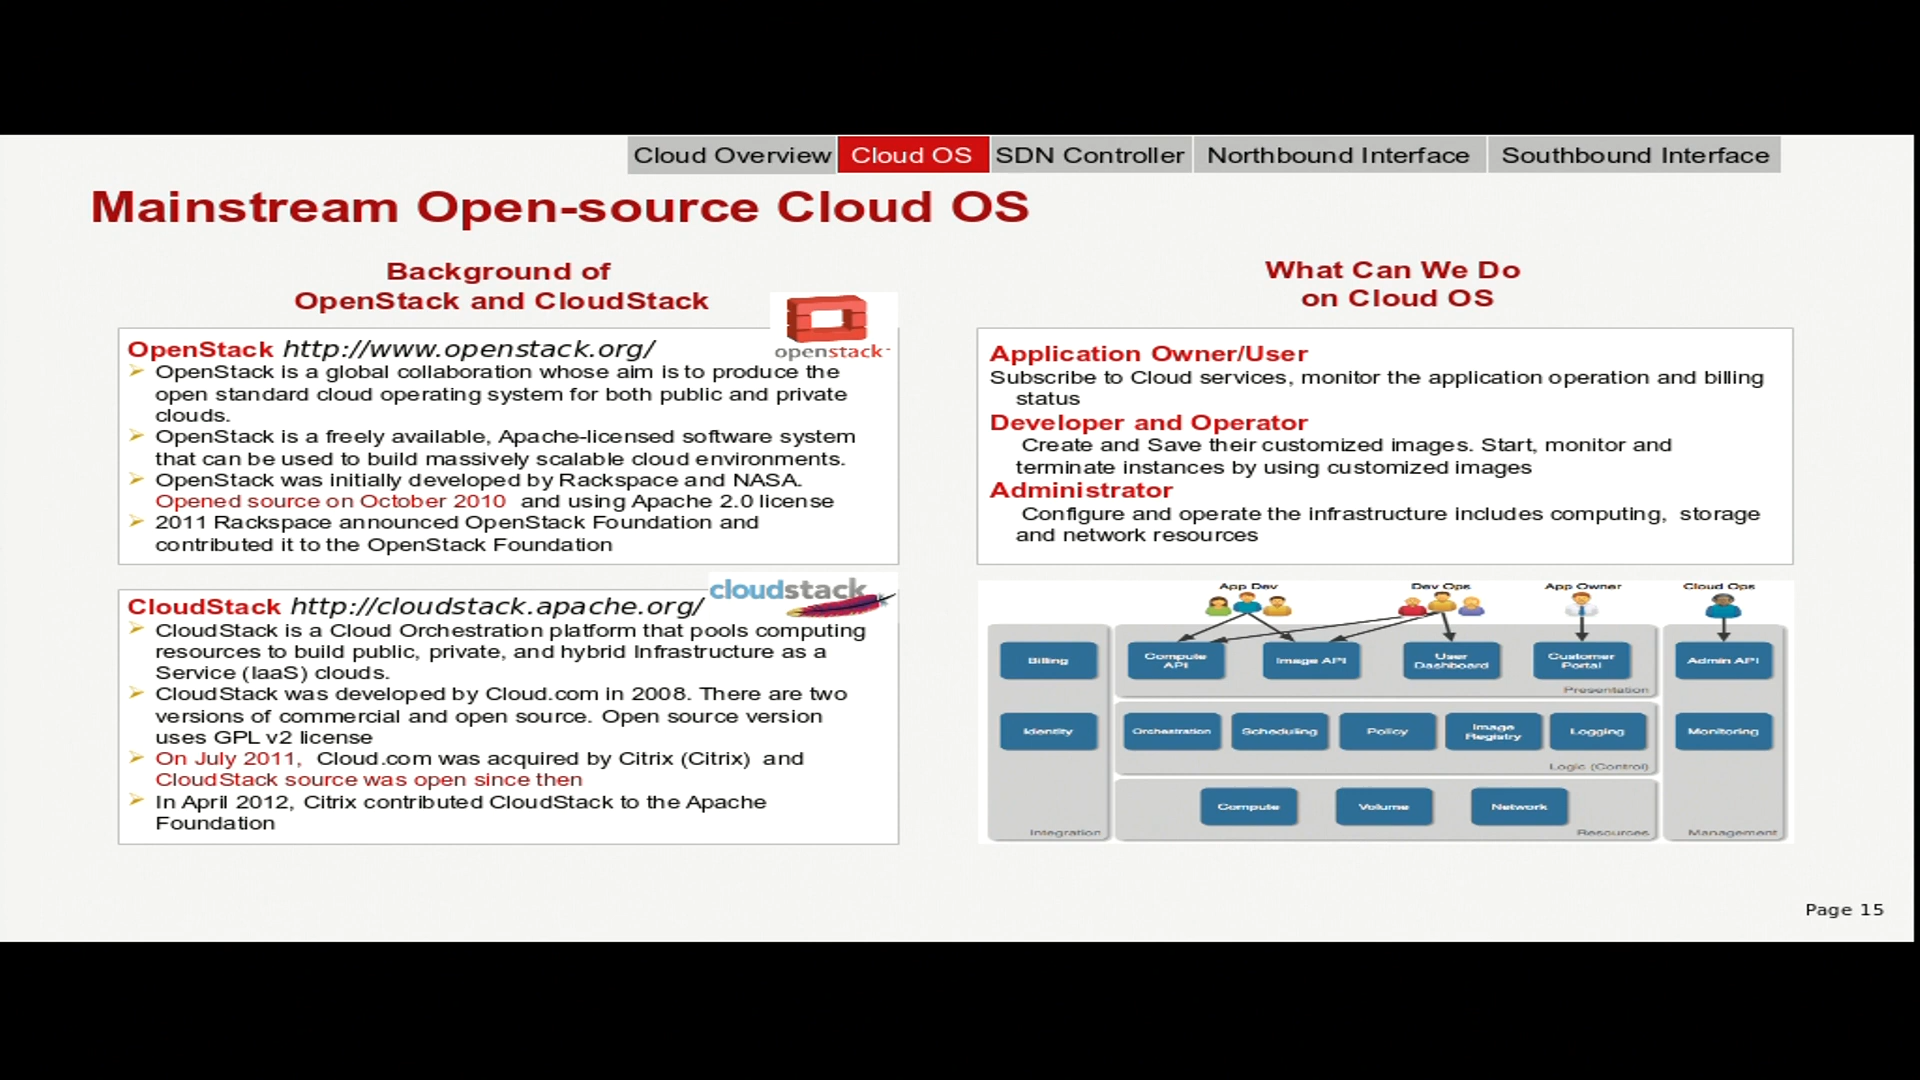 Cloud Overview
Cloud OS
SDN Controller
Northbound Interface
Southbound Interface
Mainstream Open-source Cloud OS
Background of
OpenStack and CloudStack
openstack
OpenStack http://www.openstack.org/
OpenStack is a global collaboration whose aim is to produce the
open standard cloud operating system for both public and private
clouds.
OpenStack is a freely available, Apache-licensed software system
that can be used to build massively scalable cloud environments.
OpenStack was initially developed by Rackspace and NASA.
Opened source on October 2010 and using Apache 2.0 license
2011 Rackspace announced OpenStack Foundation and
contributed it to the OpenStack Foundation
cloudstack
CloudStack http://cloudstack.apache.org/
CloudStack is a Cloud Orchestration platform that pools computing
resources to build public, private, and hybrid Infrastructure as a
Service (IaaS) clouds.
CloudStack was developed by Cloud.com in 2008. There are two
versions of commercial and open source. Open source version
uses GPL v2 license
On July 2011, Cloud.com was acquired by Citrix (Citrix) and
CloudStack source was open since then
In April 2012, Citrix contributed CloudStack to the Apache
Foundation
What Can We Do
on Cloud OS
Application Owner/User
Subscribe to Cloud services, monitor the application operation and billing
status
Developer and Operator
Create and Save their customized images. Start, monitor and
terminate instances by using customized images
Administrator
Configure and operate the infrastructure includes computing, storage
and network resources
App Dev
Dev Ops
App Owner
Cloud Ops
Billing
Compute
API
Image API
User
Dashboard
Customer
Portal
Admin API
Presentation
Identity
Orchestration
Scheduling
Policy
Image
Registry
Logging
Monitoring
Logic (Control)
Compute
Volume
Network
Integration
Resources
Management
Page 15